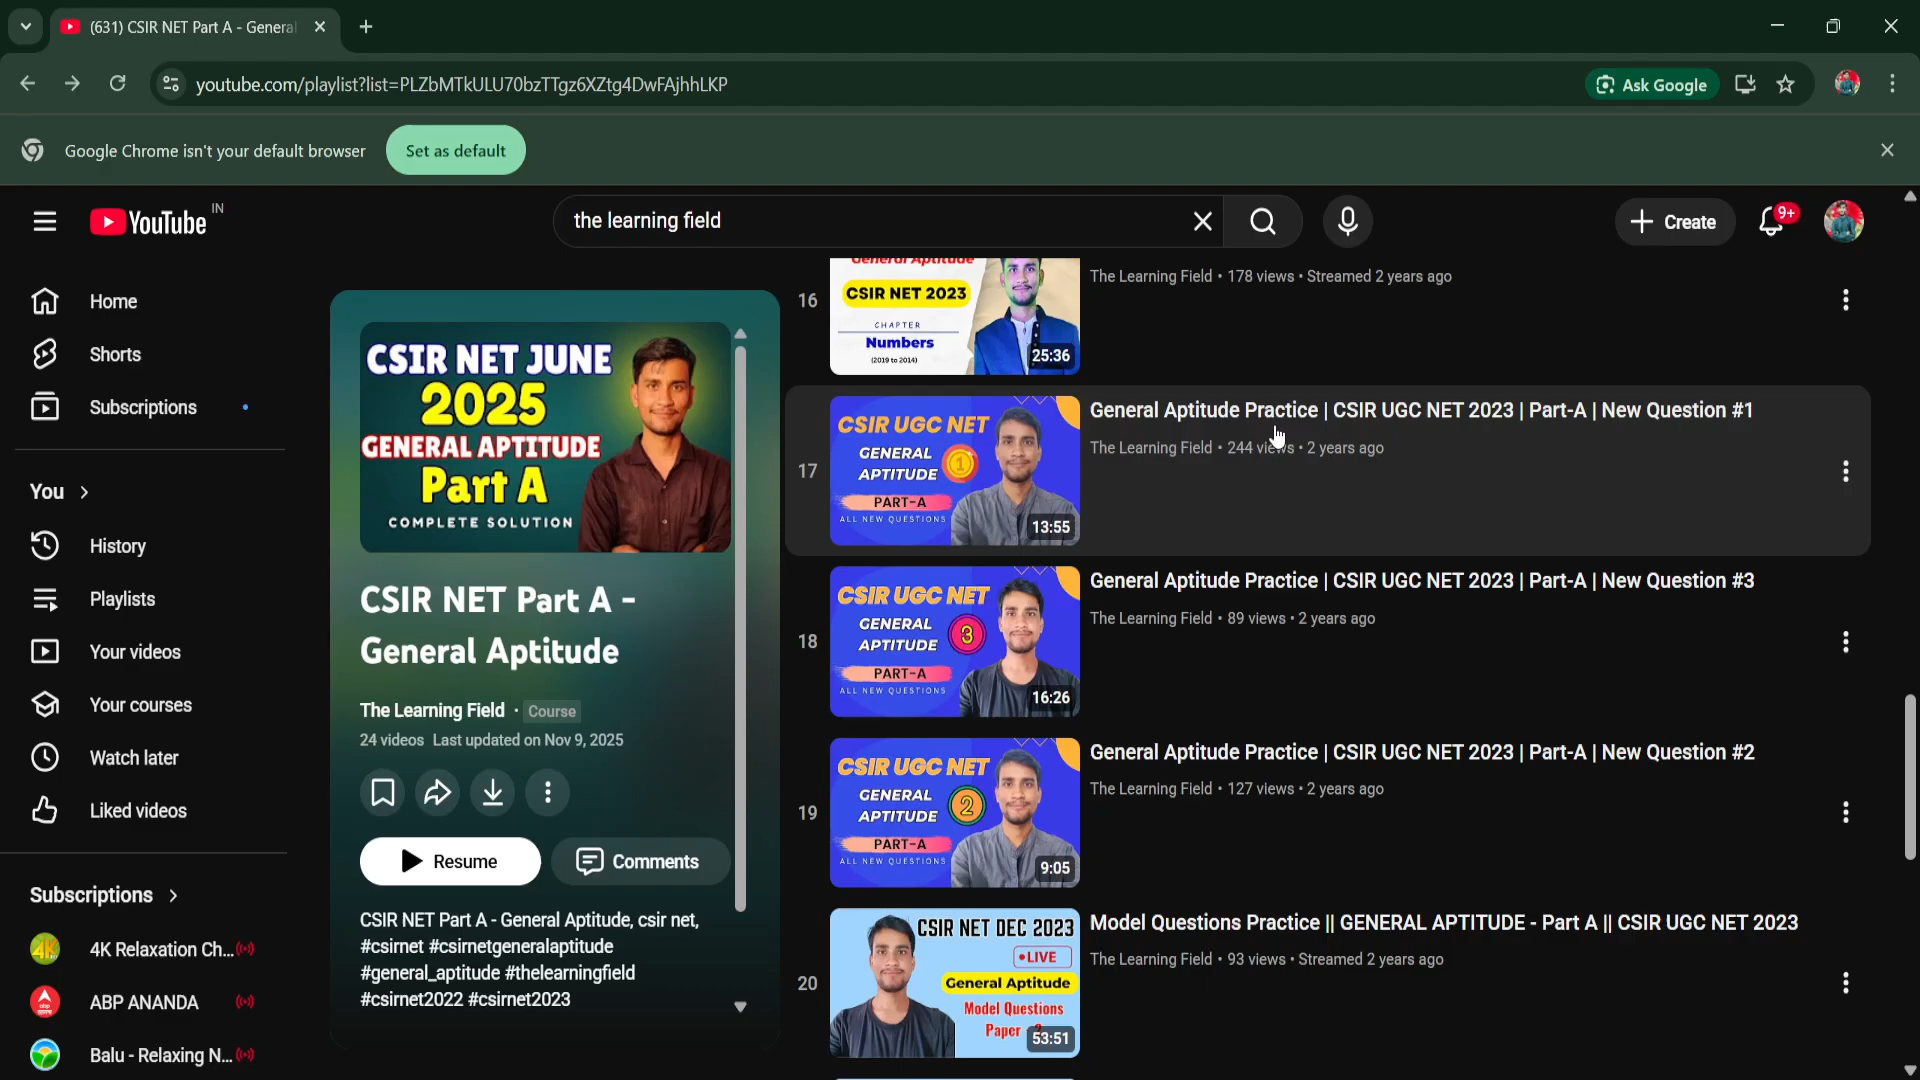 (631) CSIR NET Part A - General
youtube.com/playlist?list=PLZbMTkULU70bzTTgz6XZtg4DwFAjhhLKP
Ask Google
Google Chrome isn't your default browser
Set as default
YouTube IN
the learning field
Create
9+
Home
Shorts
Subscriptions
You
History
Playlists
Your videos
Your courses
Watch later
Liked videos
Subscriptions
4K Relaxation Ch...
ABP ANANDA
Balu - Relaxing N...
CSIR NET JUNE
2025
GENERAL APTITUDE
Part A
COMPLETE SOLUTION
CSIR NET Part A -
General Aptitude
The Learning Field · Course
24 videos Last updated on Nov 9, 2025
Resume
Comments
CSIR NET Part A - General Aptitude, csir net,
#csirnet #csirnetgeneralaptitude
#general_aptitude #thelearningfield
#csirnet2022 #csirnet2023
16
General Aptitude
CSIR NET 2023
CHAPTER
Numbers
(2019 to 2014)
25:36
The Learning Field • 178 views • Streamed 2 years ago
17
CSIR UGC NET
GENERAL
APTITUDE
1
PART-A
ALL NEW QUESTIONS
13:55
General Aptitude Practice | CSIR UGC NET 2023 | Part-A | New Question #1
The Learning Field • 244 views • 2 years ago
18
CSIR UGC NET
GENERAL
APTITUDE
3
PART-A
ALL NEW QUESTIONS
16:26
General Aptitude Practice | CSIR UGC NET 2023 | Part-A | New Question #3
The Learning Field • 89 views • 2 years ago
19
CSIR UGC NET
GENERAL
APTITUDE
2
PART-A
ALL NEW QUESTIONS
9:05
General Aptitude Practice | CSIR UGC NET 2023 | Part-A | New Question #2
The Learning Field • 127 views • 2 years ago
20
CSIR NET DEC 2023
LIVE
General Aptitude
Model Questions
Paper -
53:51
Model Questions Practice || GENERAL APTITUDE - Part A || CSIR UGC NET 2023
The Learning Field • 93 views • Streamed 2 years ago